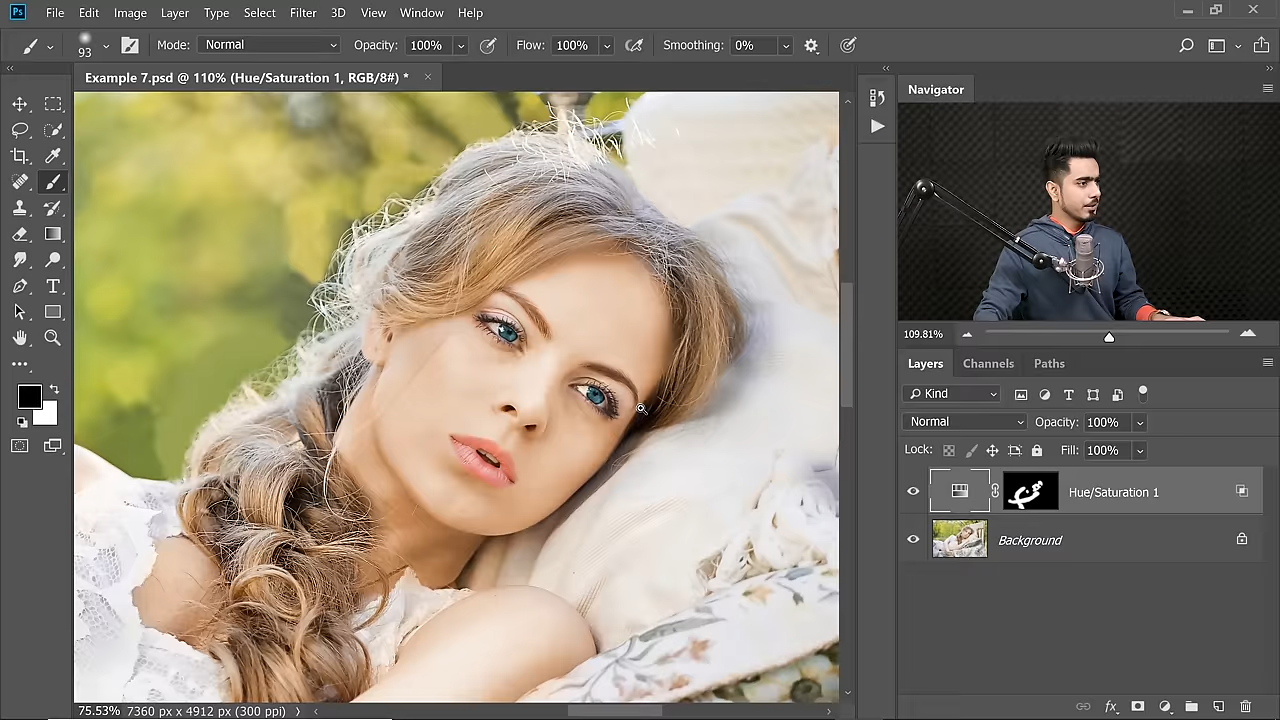 Ps File Edit Image Layer Type Select Filter 3D View Window Help
93 Mode: Normal Opacity: 100% Flow: 100% Smoothing: 0%
Example 7.psd @ 110% (Hue/Saturation 1, RGB/8#) * ×
Navigator
109.81%
Layers Channels Paths
Kind
Normal Opacity: 100%
Lock: Fill: 100%
Hue/Saturation 1
Background
75.53% 7360 px x 4912 px (300 ppi)